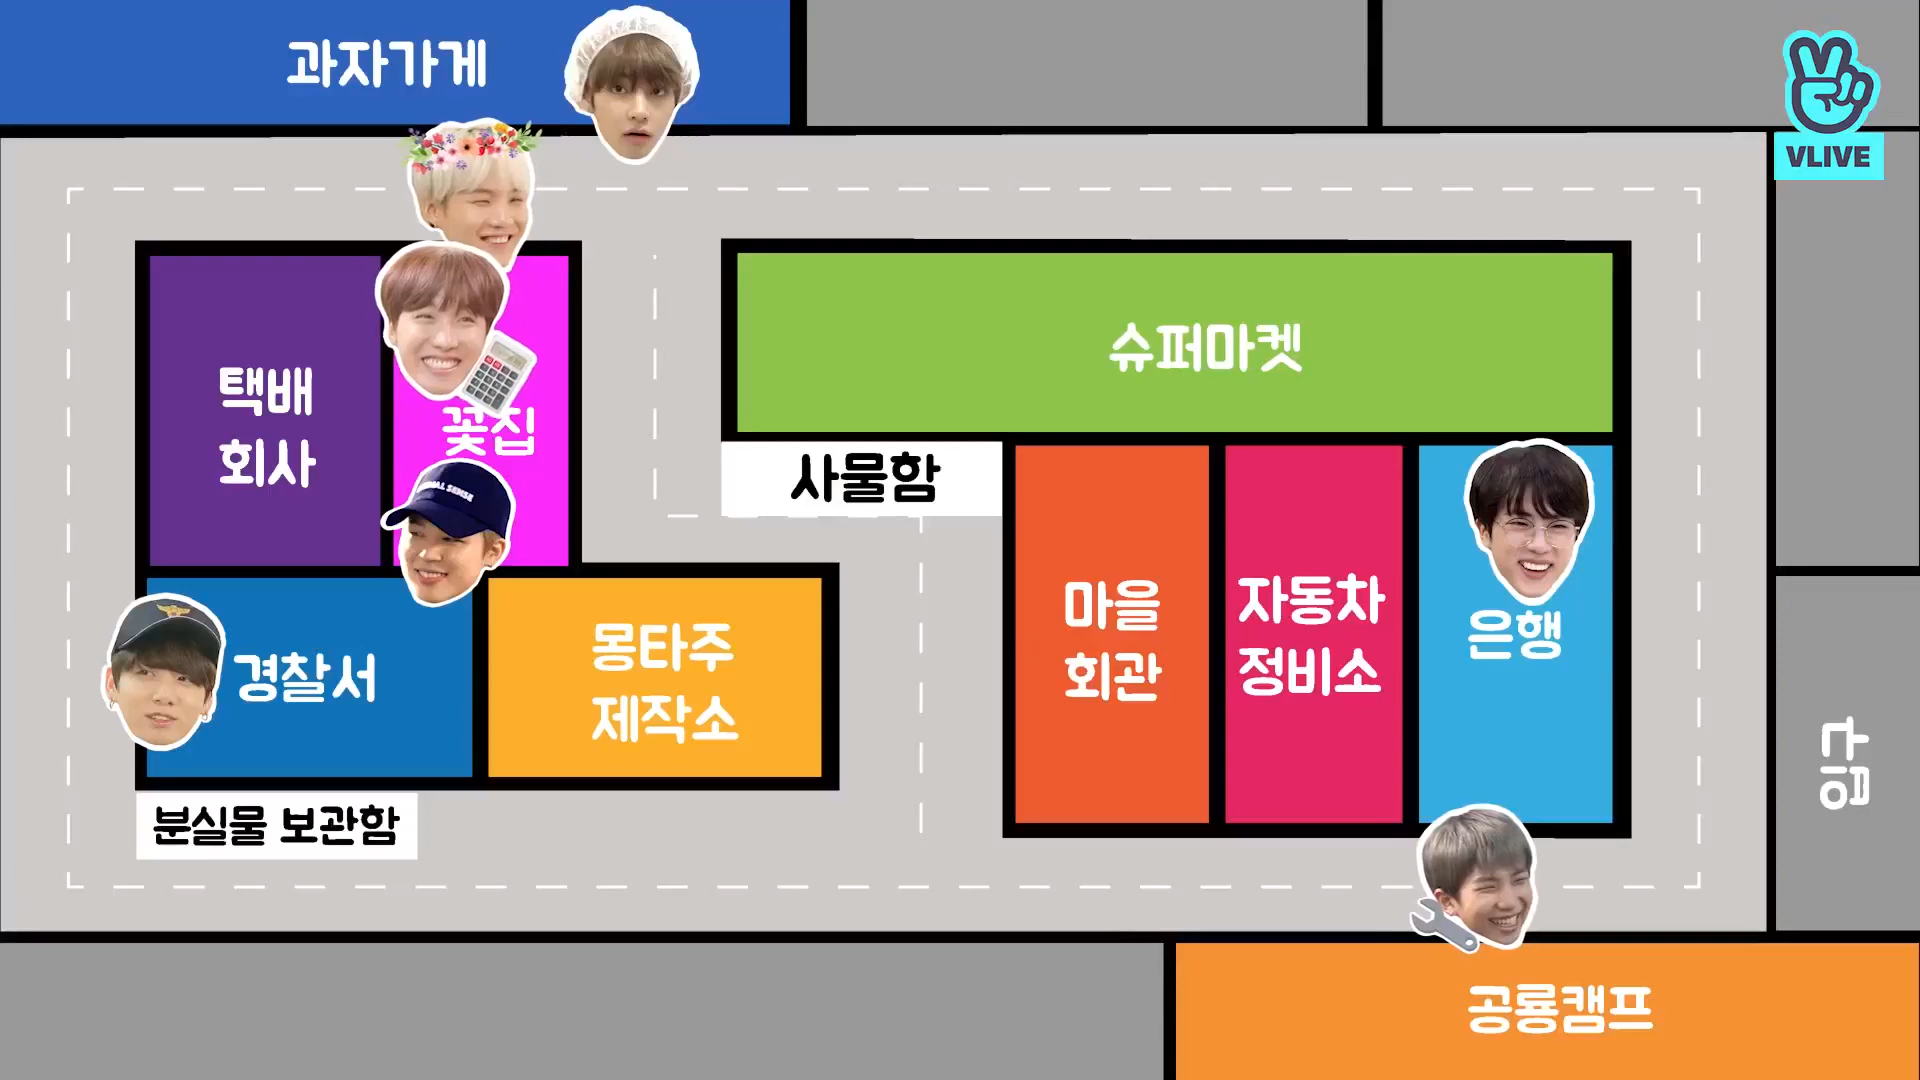 과자가게
VLIVE
택배
회사
꽃집
슈퍼마켓
사물함
마을
회관
자동차
정비소
은행
경찰서
몽타주
제작소
분실물 보관함
입구
공룡캠프